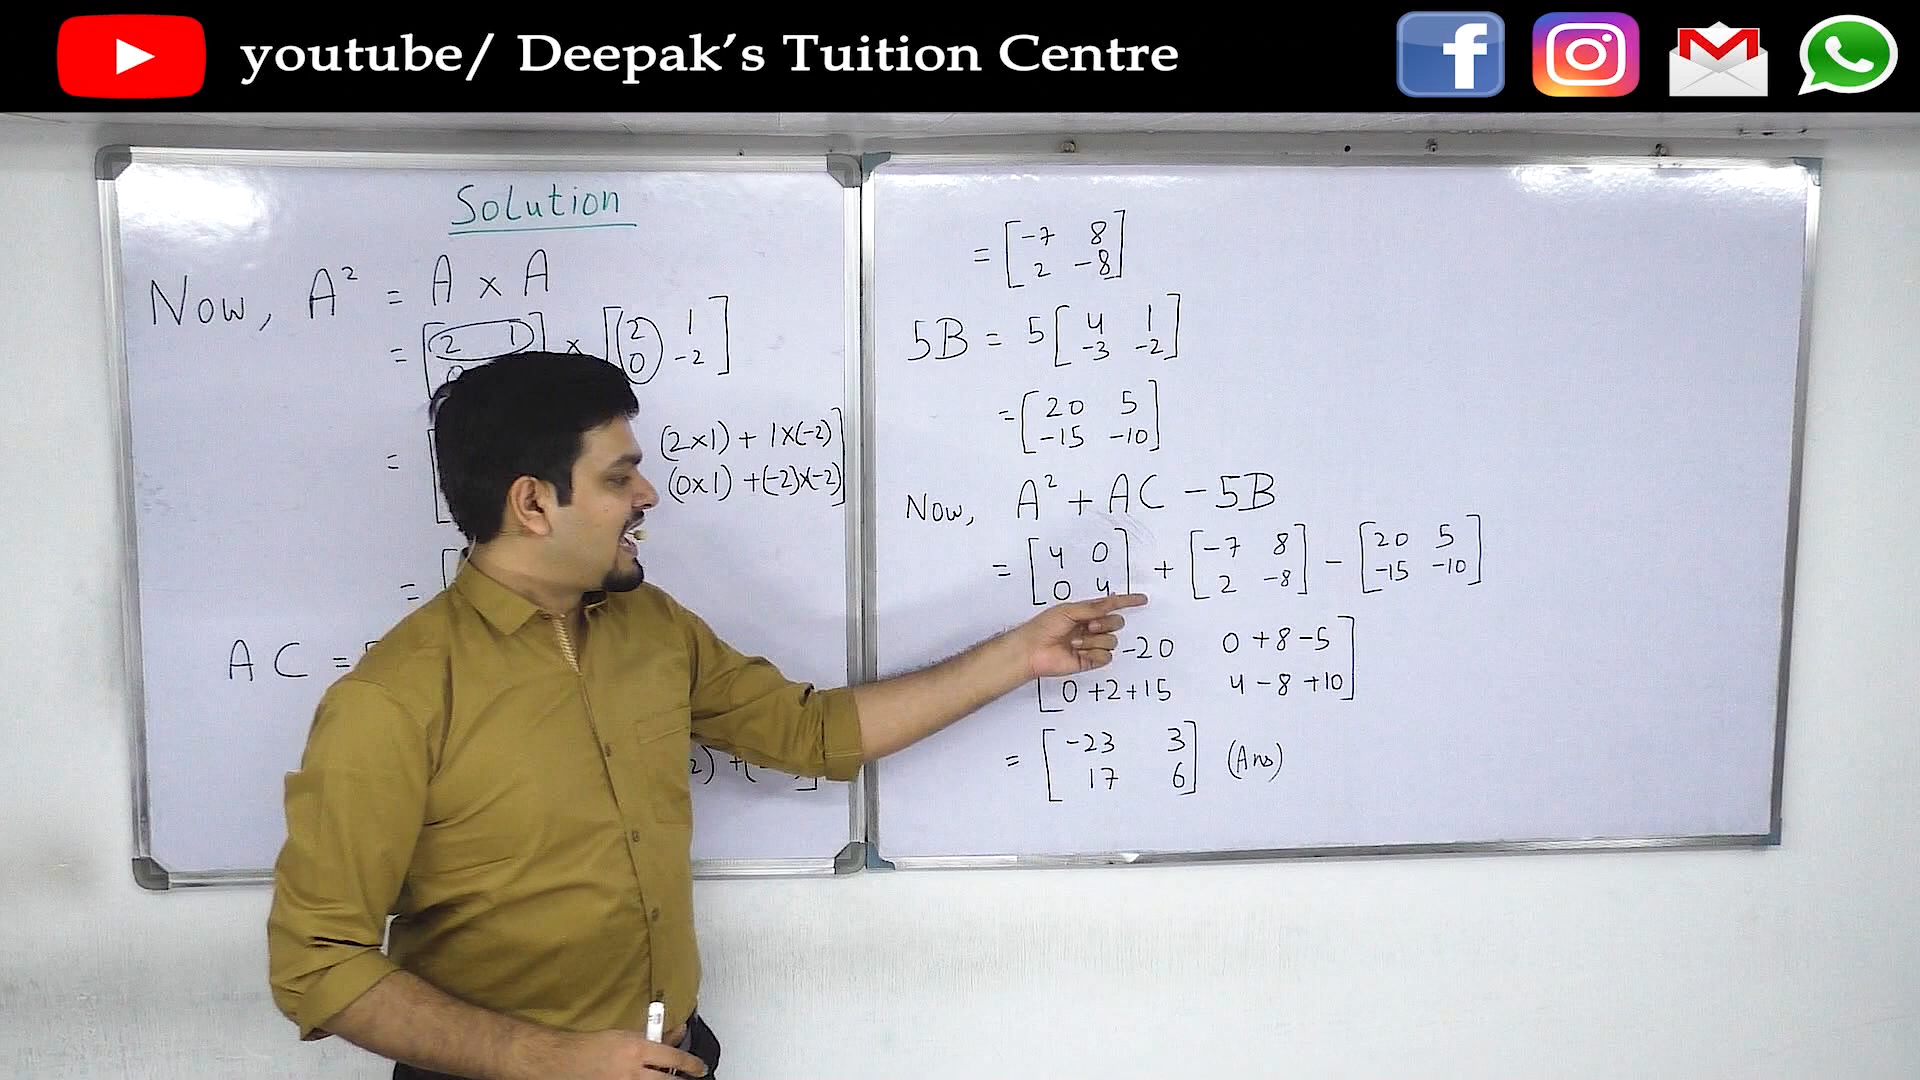 youtube/ Deepak's Tuition Centre
Solution
Now, A² = A × A
= [2 1] × [2 1
0 -2]
= (2×1) + 1×(-2)
(0×1) + (-2)×(-2)
=
AC =
= [-7 8
2 -8]
5B = 5 [4 1
-3 -2]
= [20 5
-15 -10]
Now, A² + AC - 5B
= [4 0 + [-7 8 - [20 5
0 4] 2 -8] -15 -10]
-20 0+8-5
0+2+15 4-8+10
= [-23 3
17 6] (Ans)